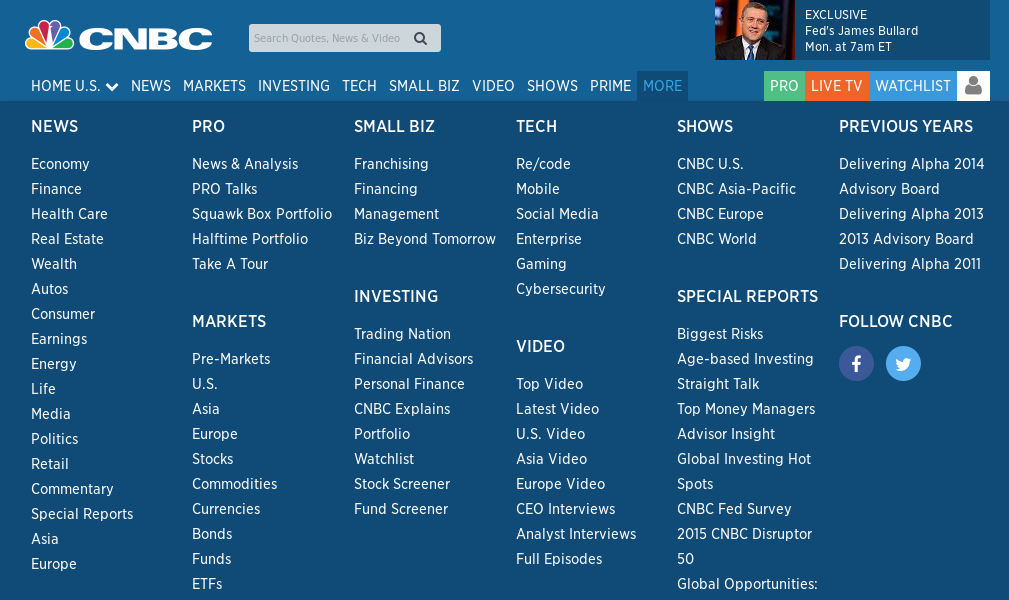 CNBC
Search Quotes, News & Video
EXCLUSIVE
Fed's James Bullard
Mon. at 7am ET
HOME U.S. NEWS MARKETS INVESTING TECH SMALL BIZ VIDEO SHOWS PRIME MORE PRO LIVE TV WATCHLIST
NEWS
Economy
Finance
Health Care
Real Estate
Wealth
Autos
Consumer
Earnings
Energy
Life
Media
Politics
Retail
Commentary
Special Reports
Asia
Europe
PRO
News & Analysis
PRO Talks
Squawk Box Portfolio
Halftime Portfolio
Take A Tour
MARKETS
Pre-Markets
U.S.
Asia
Europe
Stocks
Commodities
Currencies
Bonds
Funds
ETFs
SMALL BIZ
Franchising
Financing
Management
Biz Beyond Tomorrow
INVESTING
Trading Nation
Financial Advisors
Personal Finance
CNBC Explains
Portfolio
Watchlist
Stock Screener
Fund Screener
TECH
Re/code
Mobile
Social Media
Enterprise
Gaming
Cybersecurity
VIDEO
Top Video
Latest Video
U.S. Video
Asia Video
Europe Video
CEO Interviews
Analyst Interviews
Full Episodes
SHOWS
CNBC U.S.
CNBC Asia-Pacific
CNBC Europe
CNBC World
SPECIAL REPORTS
Biggest Risks
Age-based Investing
Straight Talk
Top Money Managers
Advisor Insight
Global Investing Hot
Spots
CNBC Fed Survey
2015 CNBC Disruptor
50
Global Opportunities:
PREVIOUS YEARS
Delivering Alpha 2014
Advisory Board
Delivering Alpha 2013
2013 Advisory Board
Delivering Alpha 2011
FOLLOW CNBC